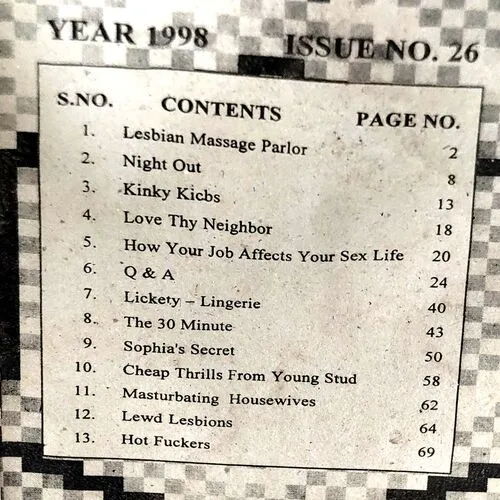 YEAR 1998 ISSUE NO. 26
S.NO. CONTENTS PAGE NO.
1. Lesbian Massage Parlor 2
2. Night Out 8
3. Kinky Kicbs 13
4. Love Thy Neighbor 18
5. How Your Job Affects Your Sex Life 20
6. Q & A 24
7. Lickety – Lingerie 40
8. The 30 Minute 43
9. Sophia's Secret 50
10. Cheap Thrills From Young Stud 58
11. Masturbating Housewives 62
12. Lewd Lesbions 64
13. Hot Fuckers 69